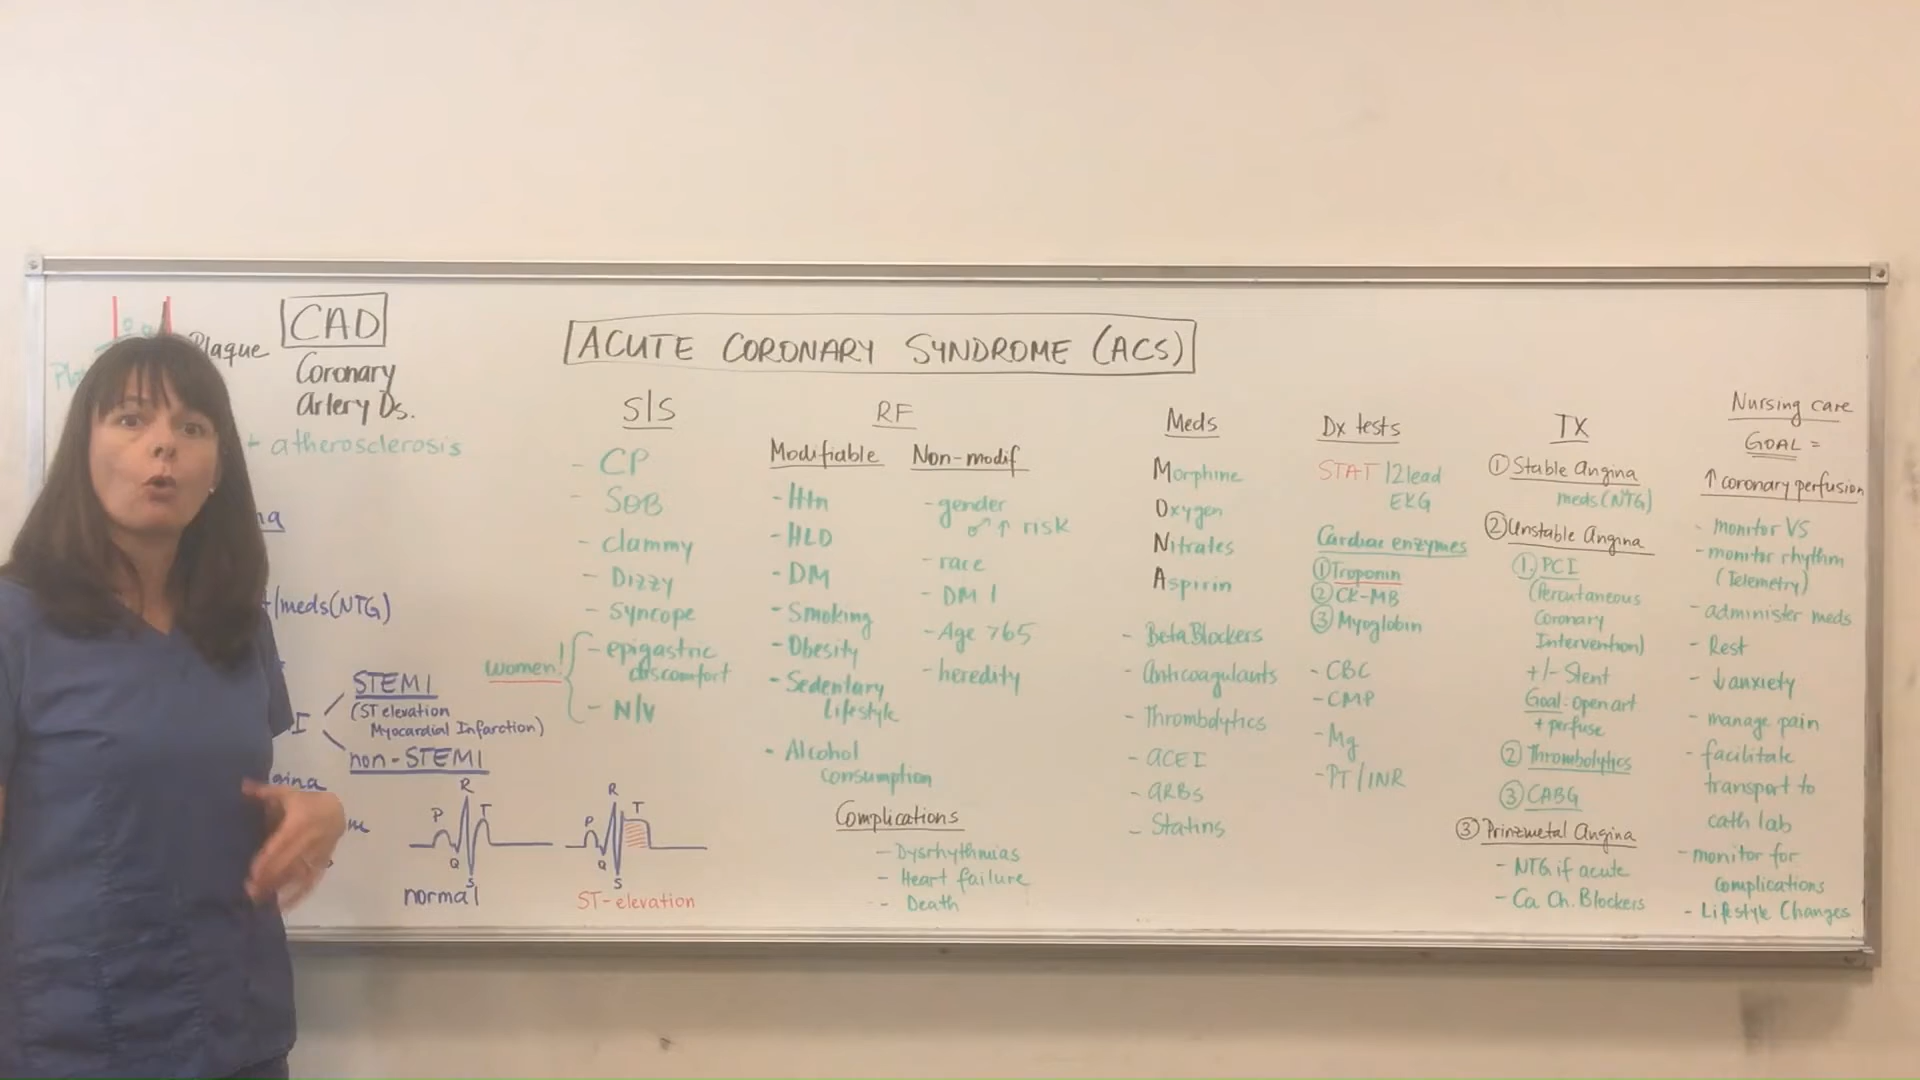 Plaque
CAD
Coronary
Artery Ds.
+ atherosclerosis
/meds(NTG)
STEMI
(ST elevation
Myocardial Infarction)
non-STEMI
P
R
T
Q
S
normal
P
R
T
Q
S
ST-elevation
ACUTE CORONARY SYNDROME (ACS)
S/S
- CP
- SOB
- clammy
- Dizzy
- Syncope
women!
- epigastric
discomfort
- N/V
RF
Modifiable
- Htn
- HLD
- DM
- Smoking
- Obesity
- Sedentary
Lifestyle
- Alcohol
consumption
Non-modif
- gender
♂ ↑ risk
- race
- DM 1
- Age >65
- heredity
Complications
- Dysrhythmias
- Heart failure
- Death
Meds
Morphine
Oxygen
Nitrates
Aspirin
- Beta Blockers
- Anticoagulants
- Thrombolytics
- ACEI
- ARBs
- Statins
Dx tests
STAT 12 lead
EKG
Cardiac enzymes
① Troponin
② CK-MB
③ Myoglobin
- CBC
- CMP
- Mg
- PT/INR
TX
① Stable Angina
meds (NTG)
② Unstable Angina
①. PCI
(Percutaneous
Coronary
Intervention)
+/- Stent
Goal-open art
+ perfuse
② Thrombolytics
③ CABG
③ Prinzmetal Angina
- NTG if acute
- Ca Ch. Blockers
Nursing care
GOAL =
↑ coronary perfusion
- monitor VS
- monitor rhythm
(Telemetry)
- administer meds
- Rest
- ↓ anxiety
- manage pain
- facilitate
transport to
cath lab
- monitor for
complications
- Lifestyle Changes